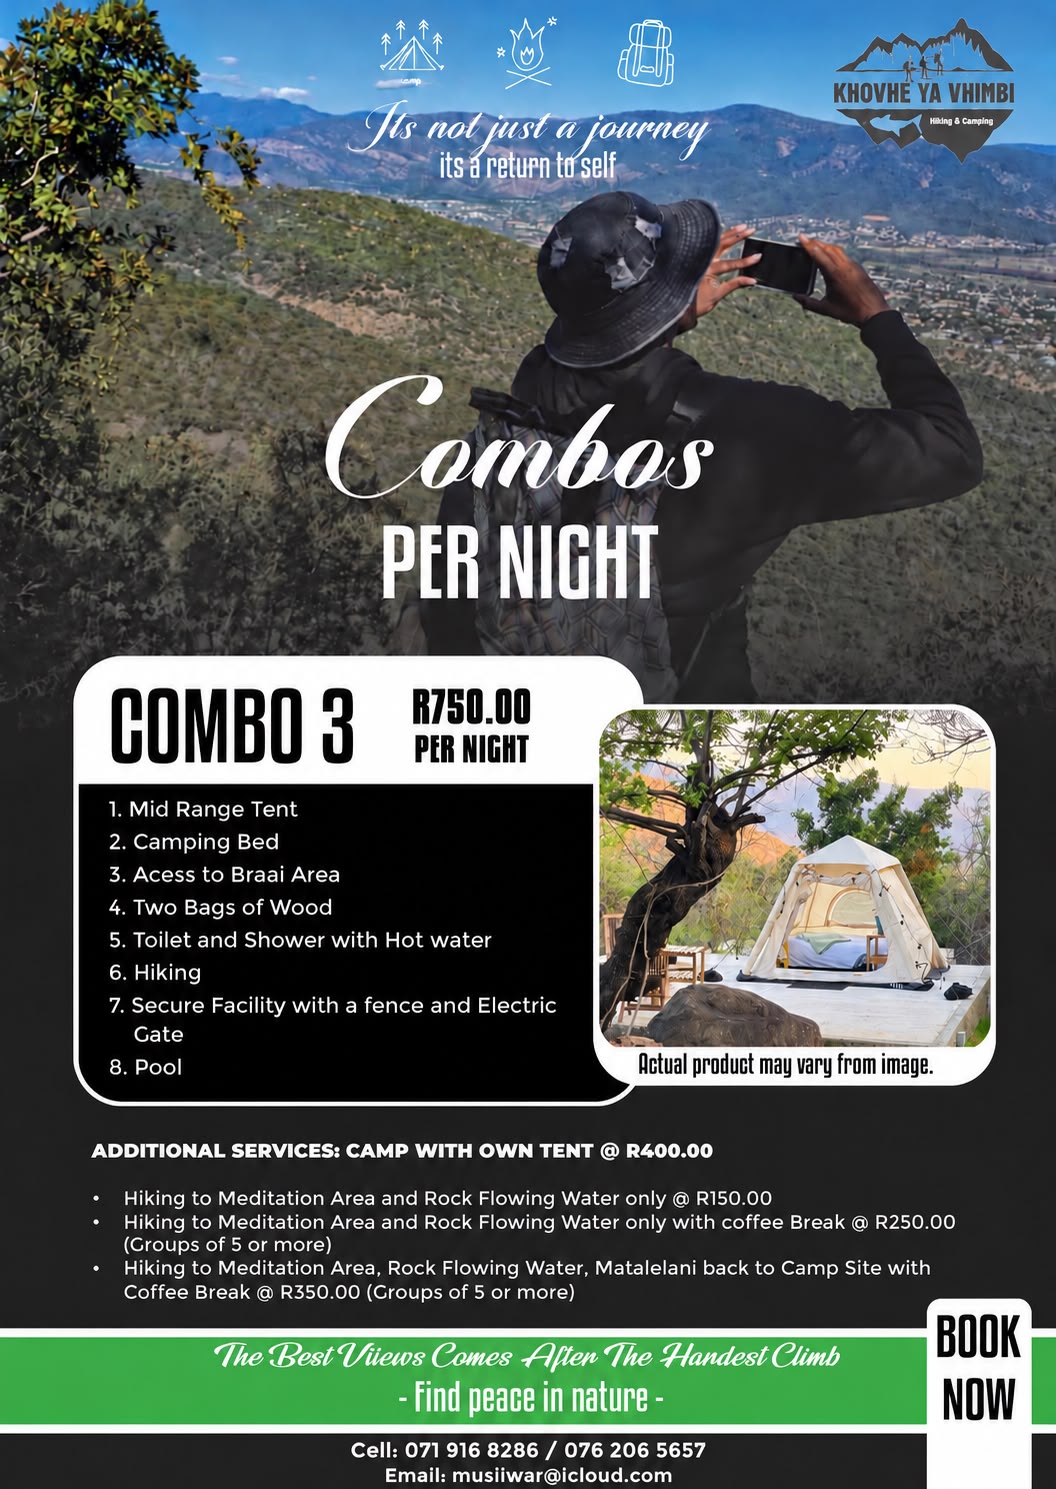 camp
KHOVHE YA VHIMBI
Hiking & Camping
Its not just a journey
its a return to self
Combos
PER NIGHT
COMBO 3
R750.00
PER NIGHT
1. Mid Range Tent
2. Camping Bed
3. Acess to Braai Area
4. Two Bags of Wood
5. Toilet and Shower with Hot water
6. Hiking
7. Secure Facility with a fence and Electric
Gate
8. Pool
Actual product may vary from image.
ADDITIONAL SERVICES: CAMP WITH OWN TENT @ R400.00
• Hiking to Meditation Area and Rock Flowing Water only @ R150.00
• Hiking to Meditation Area and Rock Flowing Water only with coffee Break @ R250.00
(Groups of 5 or more)
• Hiking to Meditation Area, Rock Flowing Water, Matalelani back to Camp Site with
Coffee Break @ R350.00 (Groups of 5 or more)
The Best Viiews Comes After The Handest Climb
- Find peace in nature -
BOOK
NOW
Cell: 071 916 8286 / 076 206 5657
Email: musiiwar@icloud.com